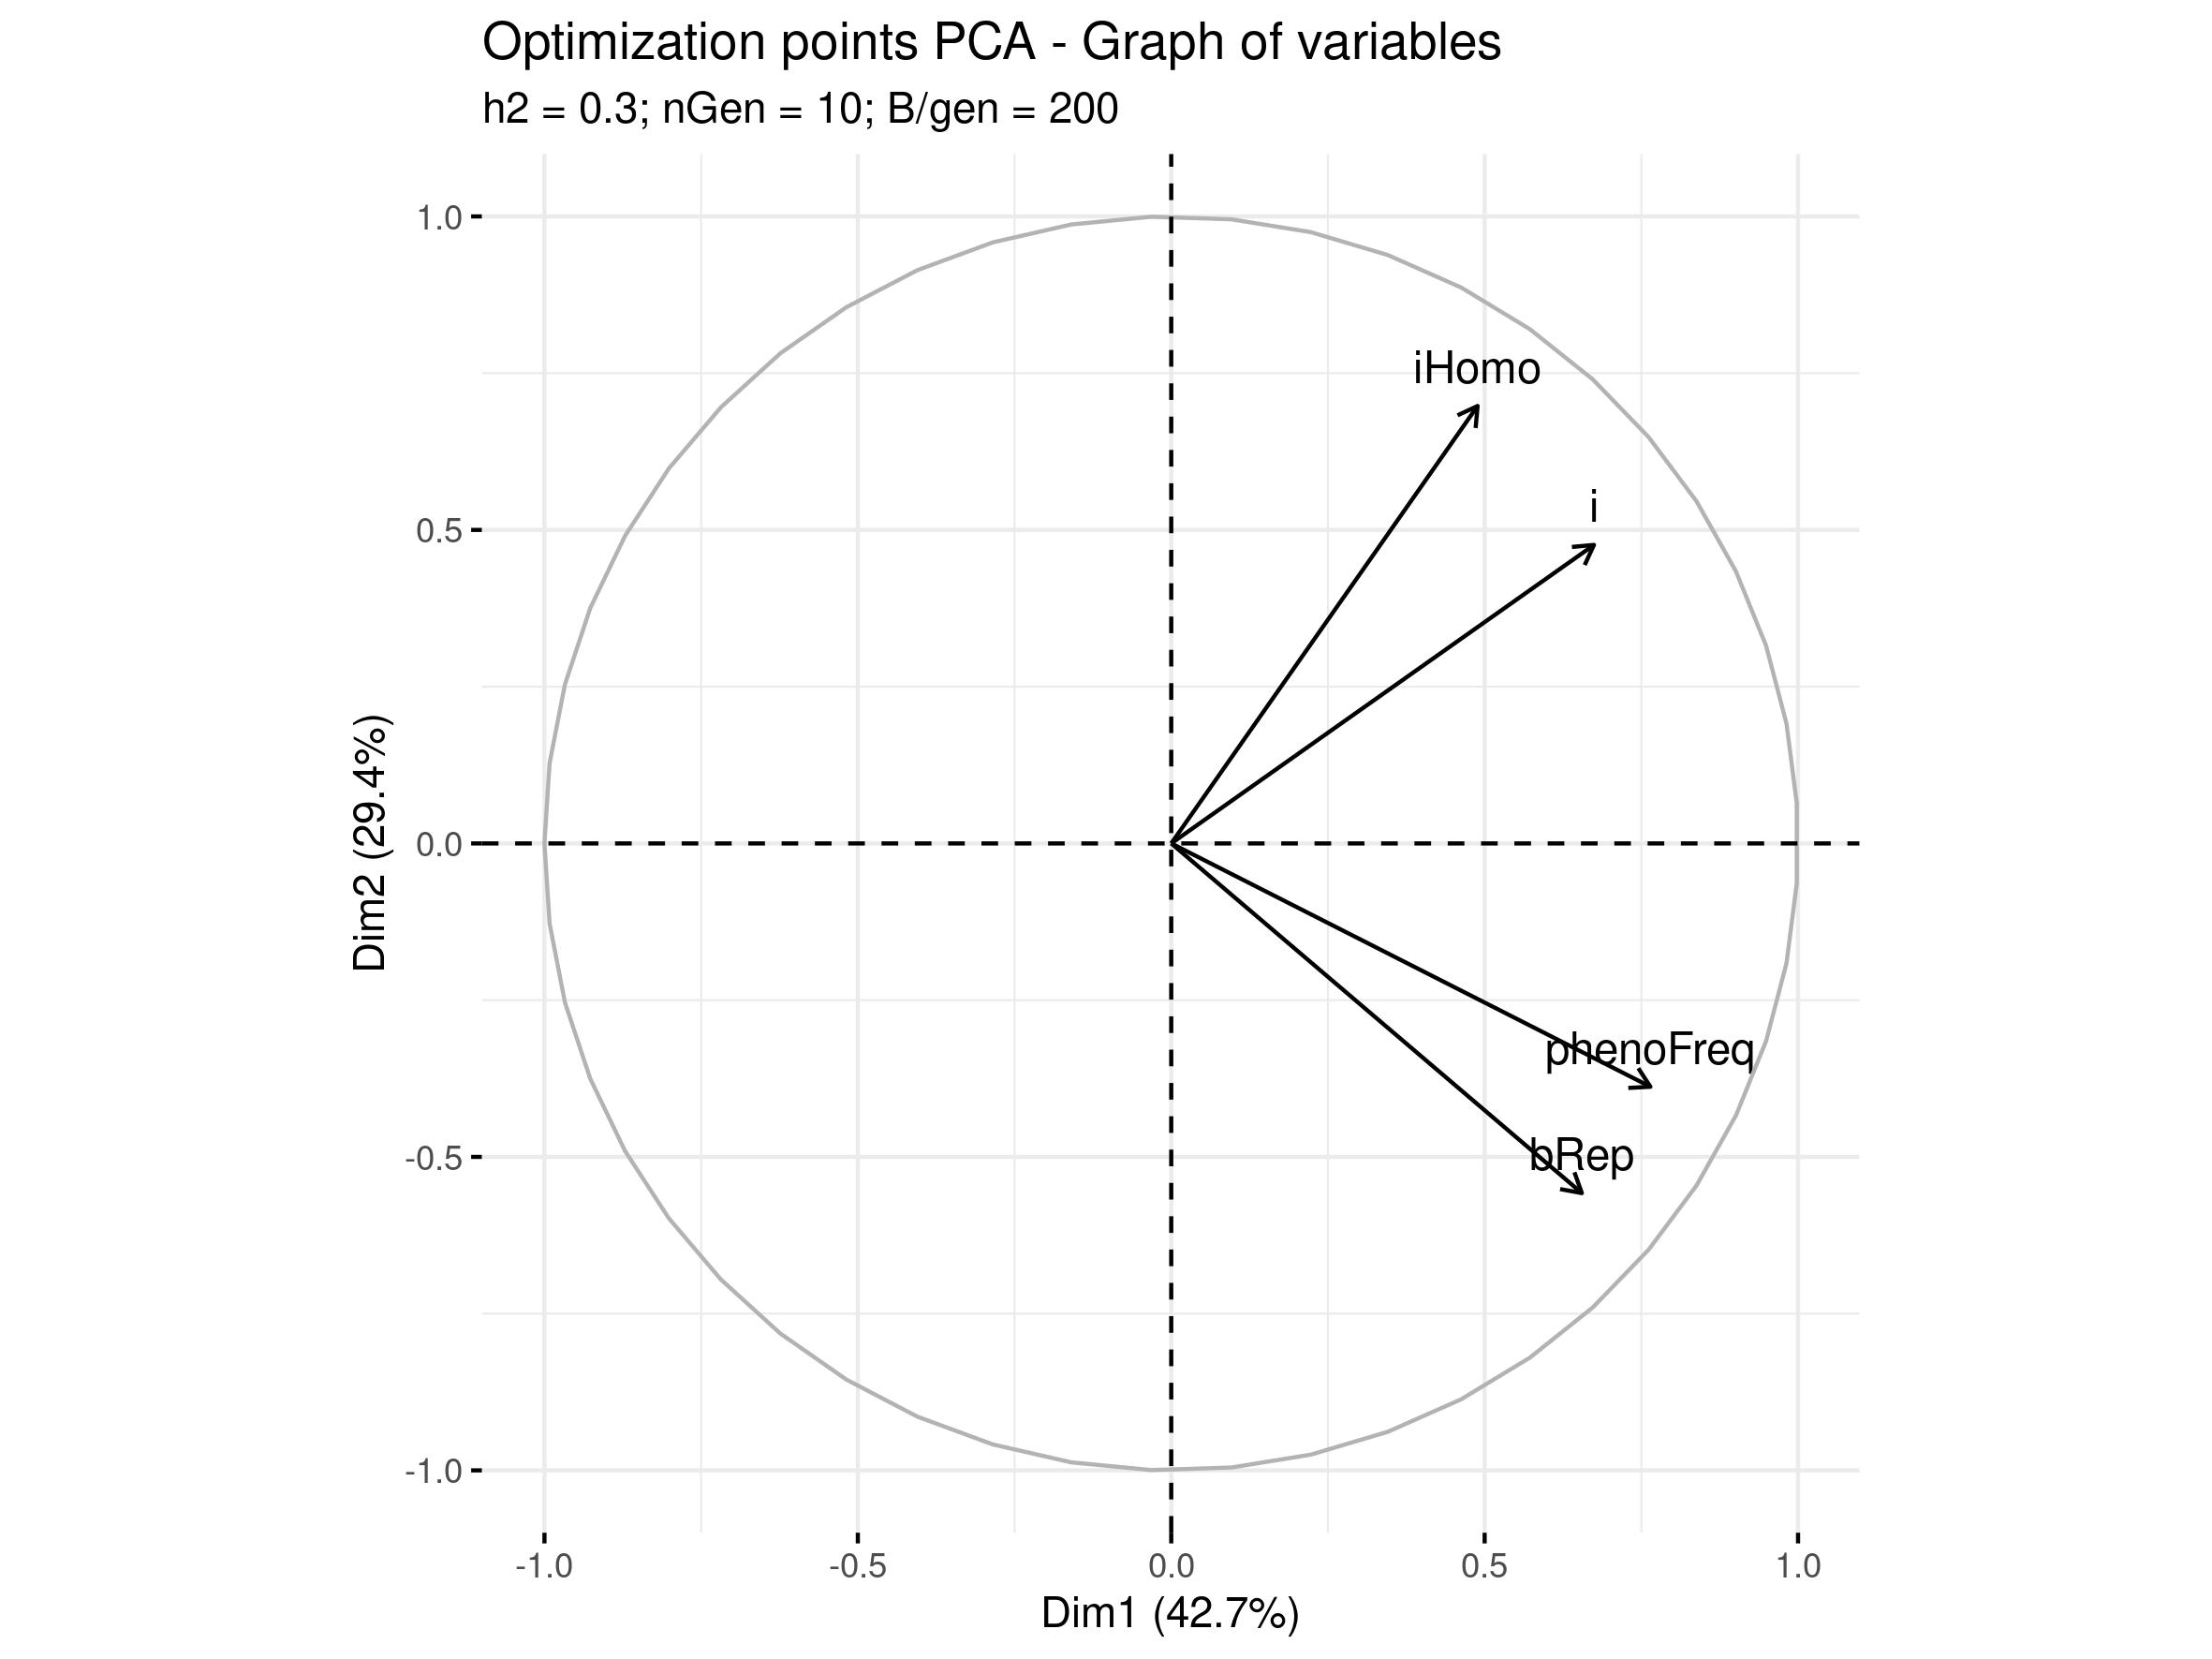 Optimization points PCA - Graph of variables
h2 = 0.3; nGen = 10; B/gen = 200
1.0
0.5
0.0
-0.5
-1.0
Dim2 (29.4%)
iHomo
i
phenoFreq
bRep
-1.0
-0.5
0.0
0.5
1.0
Dim1 (42.7%)